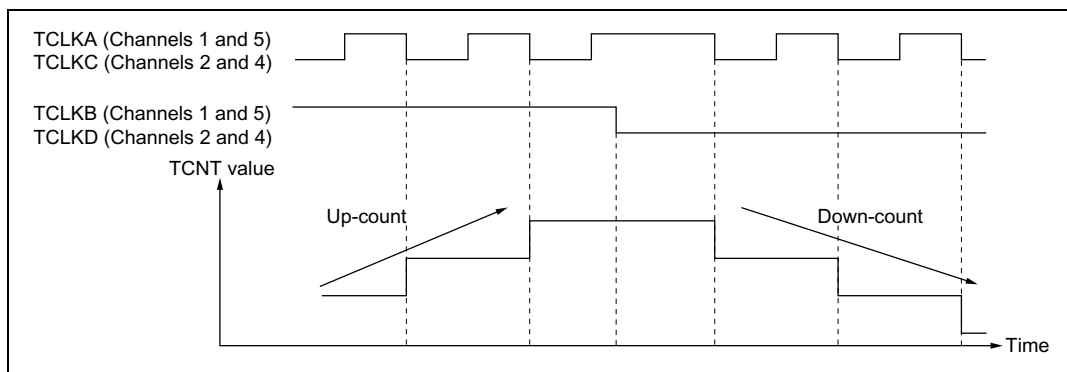 TCLKA (Channels 1 and 5)
TCLKC (Channels 2 and 4)
TCLKB (Channels 1 and 5)
TCLKD (Channels 2 and 4)
TCNT value
Up-count
Down-count
Time